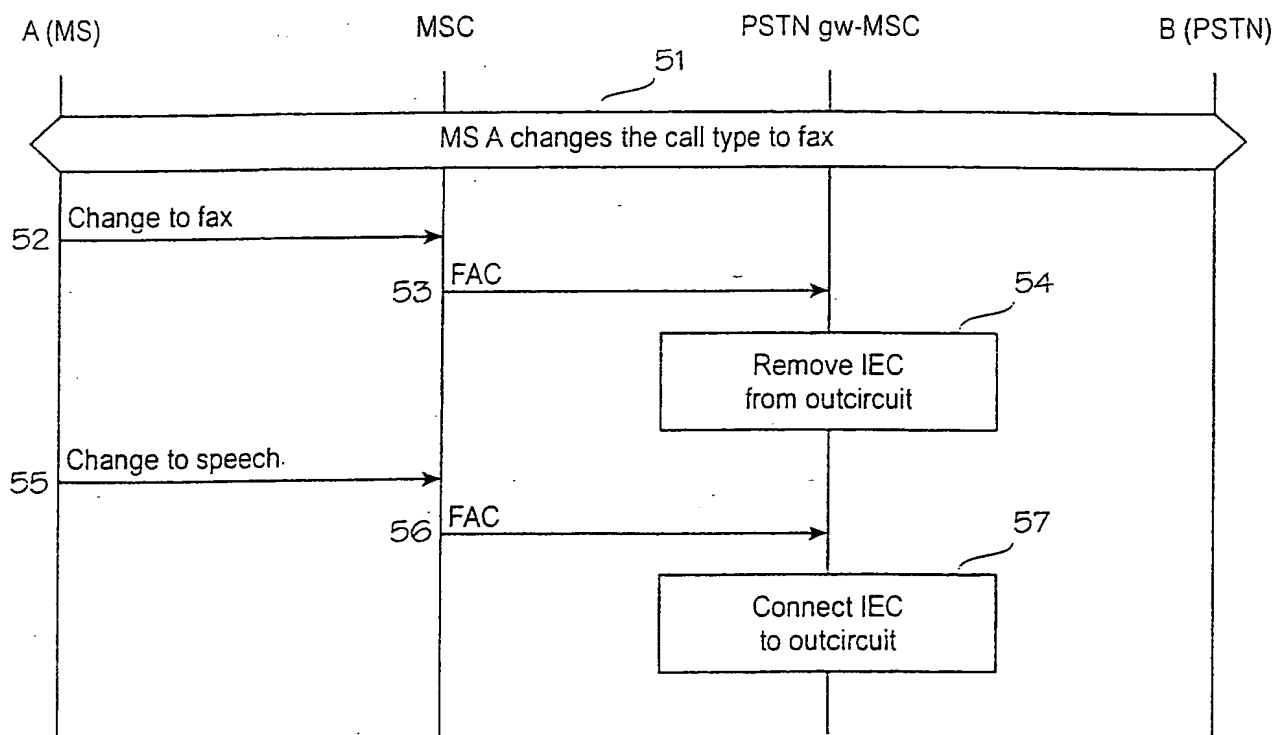 A (MS)
MSC
PSTN gw-MSC
B (PSTN)
51
MS A changes the call type to fax
Change to fax
52
FAC
53
54
Remove IEC
from outcircuit
Change to speech.
55
FAC
56
57
Connect IEC
to outcircuit